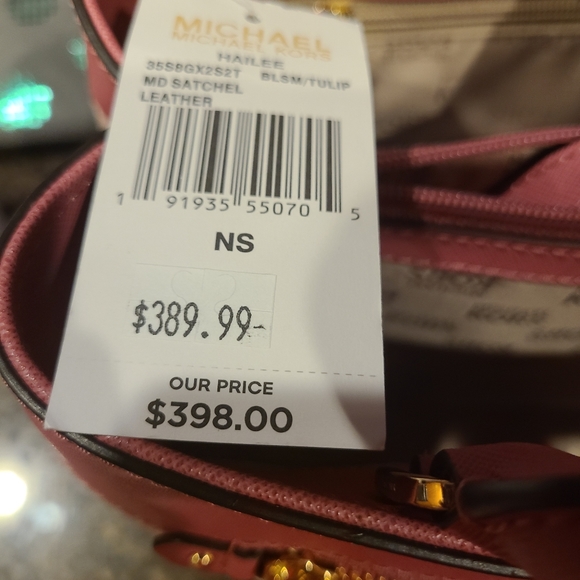 MICHAEL
MICHAEL KORS
HAILEE
35S8GX2S2T BLSM/TULIP
MD SATCHEL
LEATHER
1 91935 55070 5
NS
$389.99-
OUR PRICE
$398.00